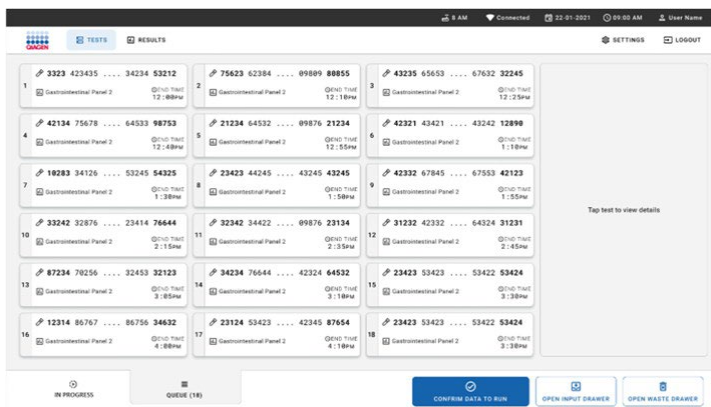 8 AM Connected 22-01-2021 09:00 AM User Name
QIAGEN TESTS RESULTS SETTINGS LOGOUT
1 3323 423435 .... 34234 53212
Gastrointestinal Panel 2 END TIME
12:00PM
2 75623 62384 .... 09809 80855
Gastrointestinal Panel 2 END TIME
12:10PM
3 43235 65653 .... 67632 32245
Gastrointestinal Panel 2 END TIME
12:25PM
4 42134 75678 .... 64533 98753
Gastrointestinal Panel 2 END TIME
12:40PM
5 21234 64532 .... 09876 21234
Gastrointestinal Panel 2 END TIME
12:55PM
6 42321 43421 .... 43242 12890
Gastrointestinal Panel 2 END TIME
1:10PM
7 10283 34126 .... 53245 54325
Gastrointestinal Panel 2 END TIME
1:30PM
8 23423 44245 .... 43245 43245
Gastrointestinal Panel 2 END TIME
1:50PM
9 42332 67845 .... 67553 42123
Gastrointestinal Panel 2 END TIME
1:55PM
10 33242 32876 .... 23414 76644
Gastrointestinal Panel 2 END TIME
2:15PM
11 32342 34422 .... 09876 23134
Gastrointestinal Panel 2 END TIME
2:35PM
12 31232 42332 .... 64324 31231
Gastrointestinal Panel 2 END TIME
2:45PM
13 87234 70256 .... 32453 32123
Gastrointestinal Panel 2 END TIME
3:05PM
14 34234 76644 .... 42324 64532
Gastrointestinal Panel 2 END TIME
3:10PM
15 23423 53423 .... 53422 53424
Gastrointestinal Panel 2 END TIME
3:30PM
16 12314 86767 .... 86756 34632
Gastrointestinal Panel 2 END TIME
4:00PM
17 23124 53423 .... 42345 87654
Gastrointestinal Panel 2 END TIME
4:10PM
18 23423 53423 .... 53422 53424
Gastrointestinal Panel 2 END TIME
3:30PM
Tap test to view details
IN PROGRESS
QUEUE (18)
CONFRIM DATA TO RUN
OPEN INPUT DRAWER
OPEN WASTE DRAWER